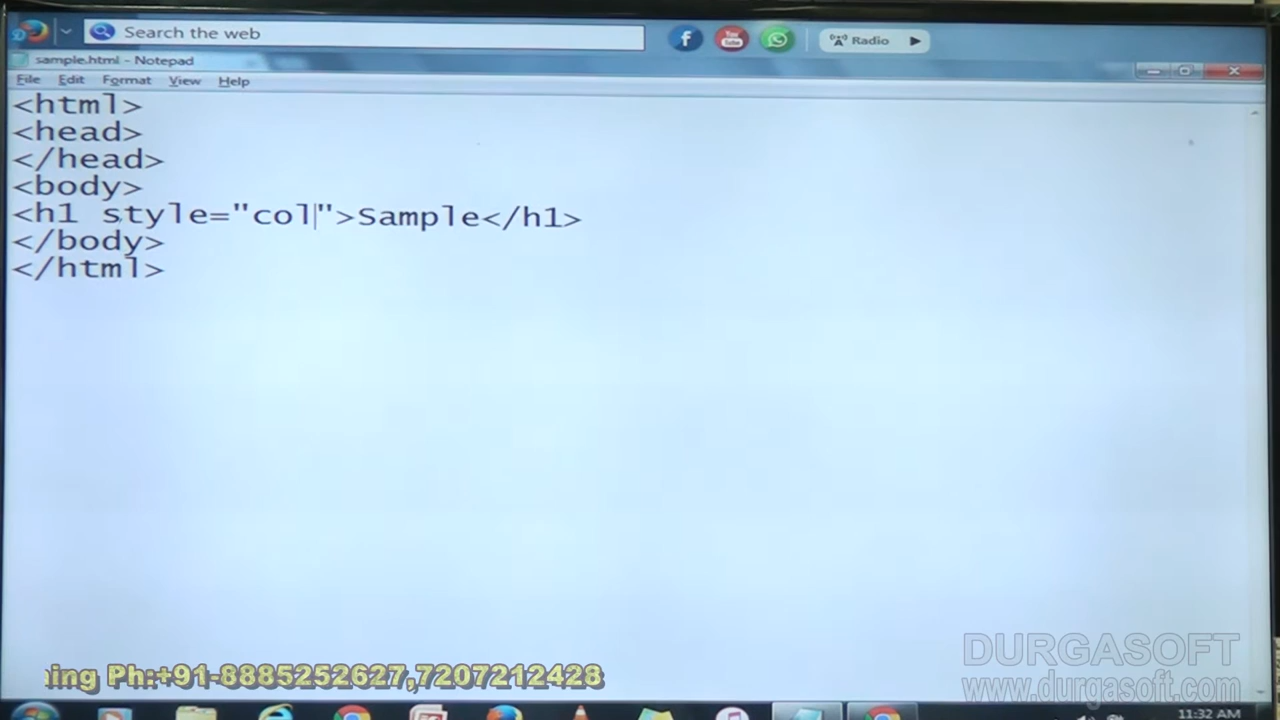 Search the web
Radio
sample.html - Notepad
File Edit Format View Help
<html>
<head>
</head>
<body>
<h1 style="col">Sample</h1>
</body>
</html>
Ph:+91-8885252627,7207212428
DURGASOFT
www.durgasoft.com
11:32 AM